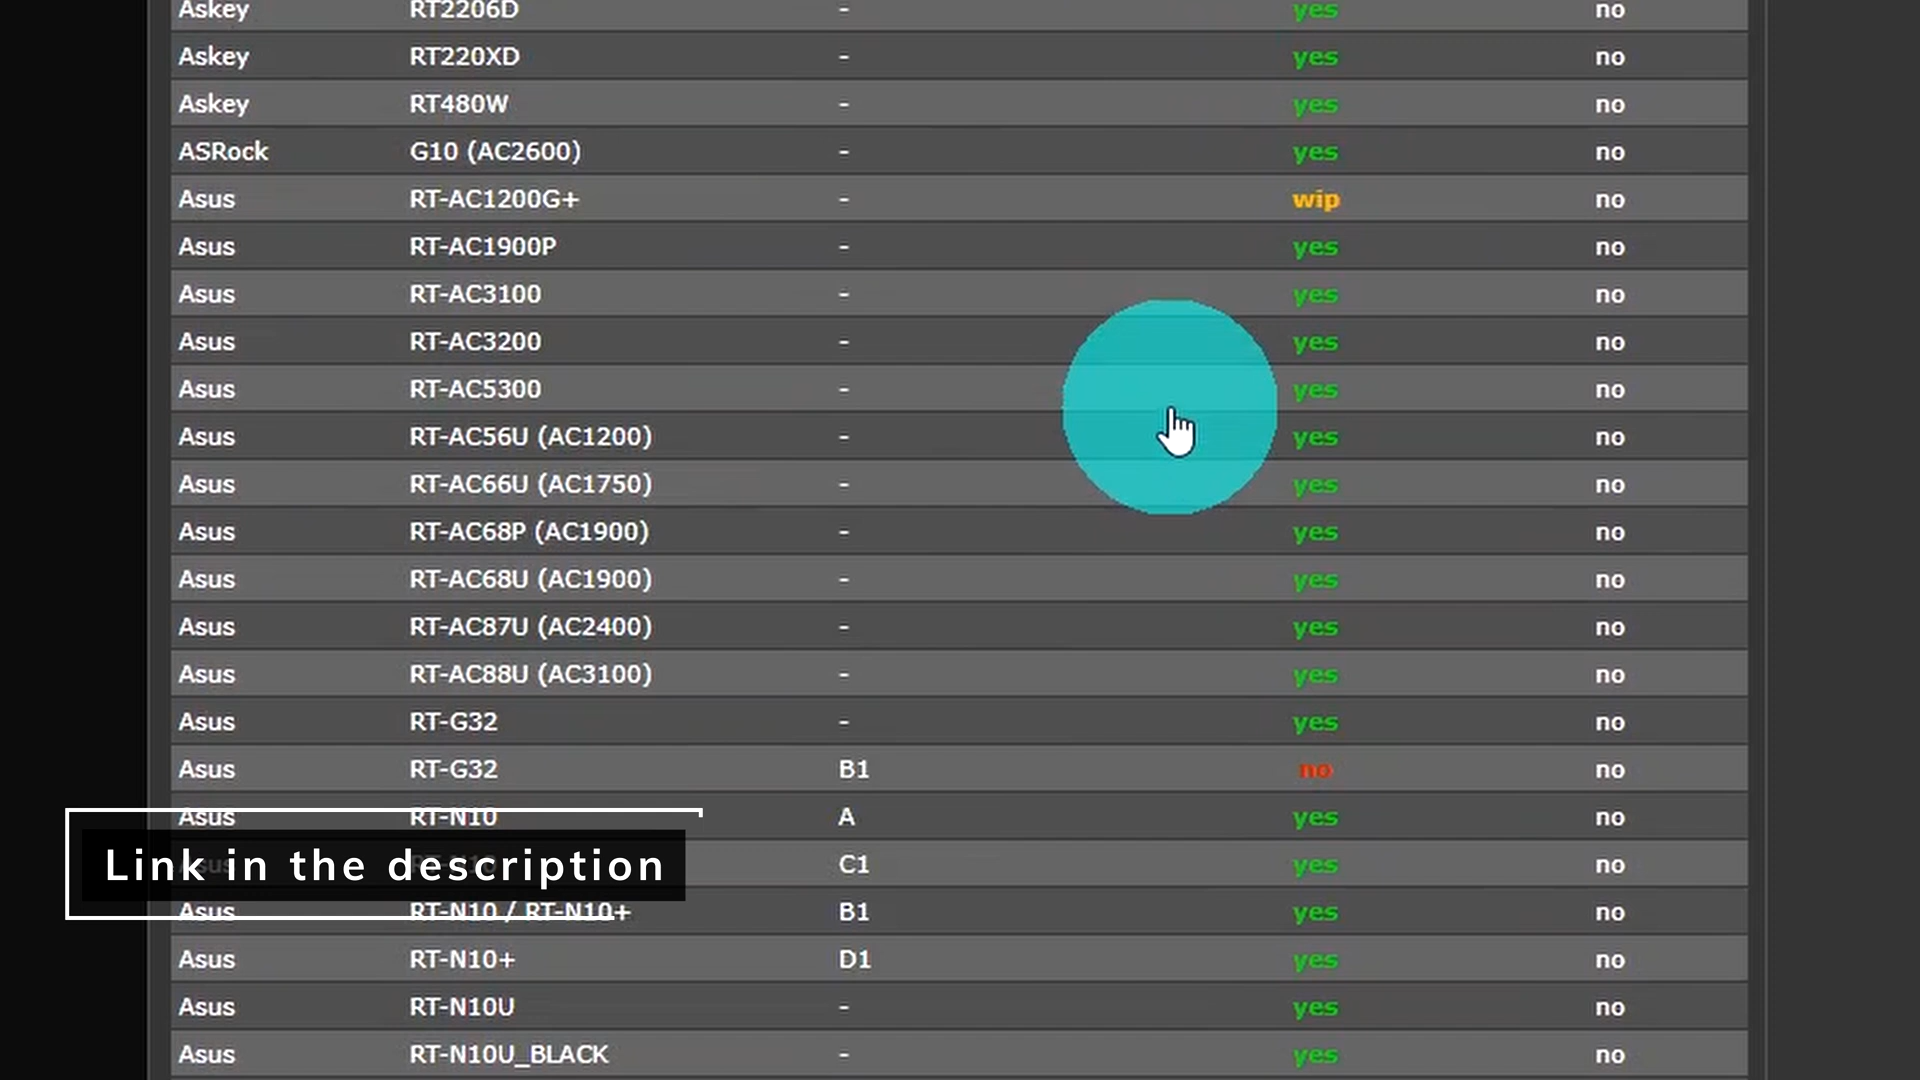 Askey RT2206D - yes no
Askey RT220XD - yes no
Askey RT480W - yes no
ASRock G10 (AC2600) - yes no
Asus RT-AC1200G+ - wip no
Asus RT-AC1900P - yes no
Asus RT-AC3100 - yes no
Asus RT-AC3200 - yes no
Asus RT-AC5300 - yes no
Asus RT-AC56U (AC1200) - yes no
Asus RT-AC66U (AC1750) - yes no
Asus RT-AC68P (AC1900) - yes no
Asus RT-AC68U (AC1900) - yes no
Asus RT-AC87U (AC2400) - yes no
Asus RT-AC88U (AC3100) - yes no
Asus RT-G32 - yes no
Asus RT-G32 B1 no no
Asus RT-N10 A yes no
C1 yes no
Link in the description
Asus RT-N10 / RT-N10+ B1 yes no
Asus RT-N10+ D1 yes no
Asus RT-N10U - yes no
Asus RT-N10U_BLACK - yes no